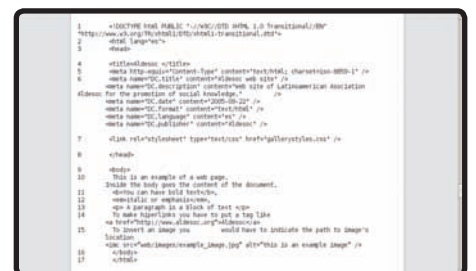 1 <!DOCTYPE html PUBLIC "-//W3C//DTD XHTML 1.0 Transitional//EN"
"http://www.w3.org/TR/xhtml1/DTD/xhtml1-transitional.dtd">
2 <html lang="es">
3 <head>
4 <title>Aldesoc </title>
5 <meta http-equiv="Content-Type" content="text/html; charset=iso-8859-1" />
6 <meta name="DC.title" content="Aldesoc web site" />
<meta name="DC.description" content="Web site of Latinoamerican Asociation
Aldesoc for the promotion of social knowledge." />
<meta name="DC.date" content="2005-09-22" />
<meta name="DC.format" content="text/html" />
<meta name="DC.language" content="es" />
<meta name="DC.publisher" content="Aldesoc" />
7 <link rel="stylesheet" type="text/css" href="gallerystyles.css" />
8 </head>
9 <body>
10 This is an example of a web page.
Inside the body goes the content of the document.
11 <b>You can have bold text</b>,
12 <em>italic or emphasis</em>,
13 <p> A paragraph is a block of text </p>
14 To make hiperlinks you have to put a tag like
<a href="http://www.aldesoc.org">Aldesoc</a>
15 To insert an image you would have to indicate the path to image's
location
<img src="web/images/example_image.jpg" alt="this is an example image" />
16 </body>
17 </html>